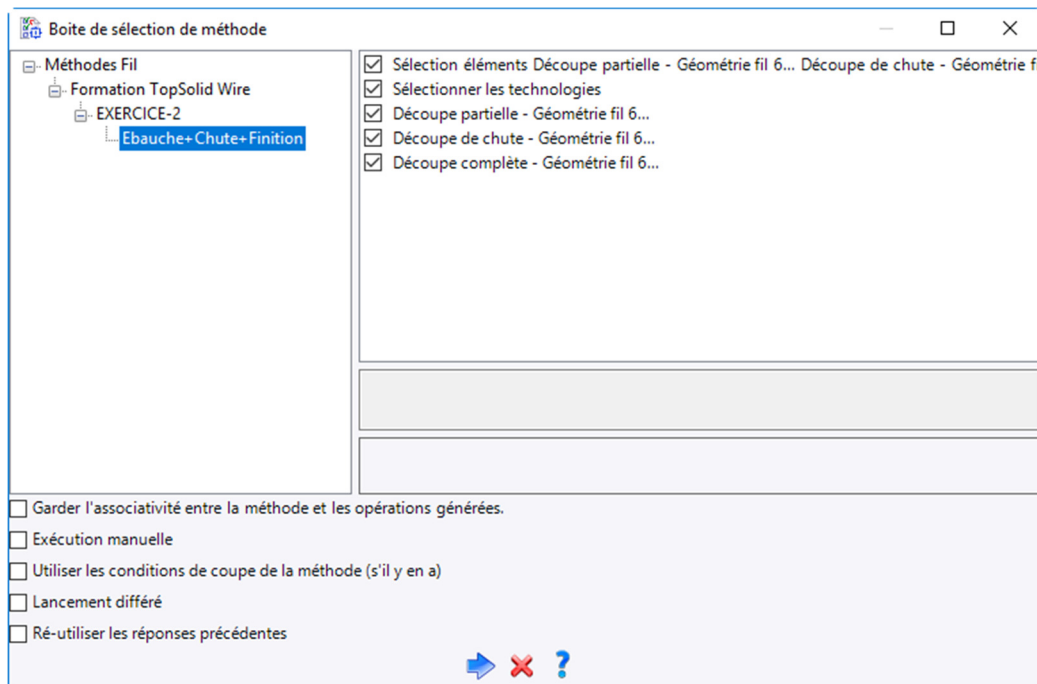 Boite de sélection de méthode
Méthodes Fil
Formation TopSolid Wire
EXERCICE-2
Ebauche+Chute+Finition
Sélection éléments Découpe partielle - Géométrie fil 6... Découpe de chute - Géométrie fi
Sélectionner les technologies
Découpe partielle - Géométrie fil 6...
Découpe de chute - Géométrie fil 6...
Découpe complète - Géométrie fil 6...
Garder l'associativité entre la méthode et les opérations générées.
Exécution manuelle
Utiliser les conditions de coupe de la méthode (s'il y en a)
Lancement différé
Ré-utiliser les réponses précédentes